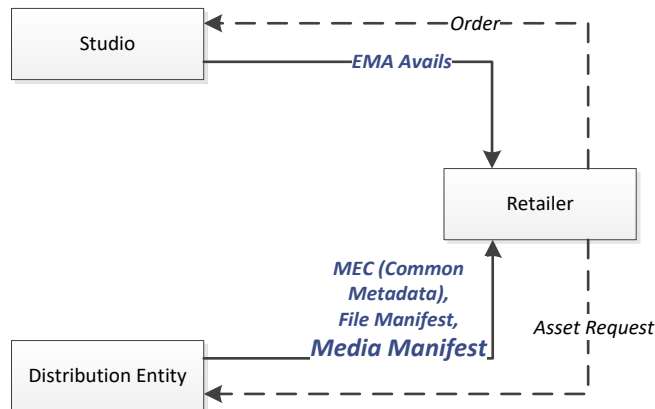 Order
Studio
EMA Avails
Retailer
MEC (Common
Metadata),
File Manifest,
Media Manifest
Asset Request
Distribution Entity